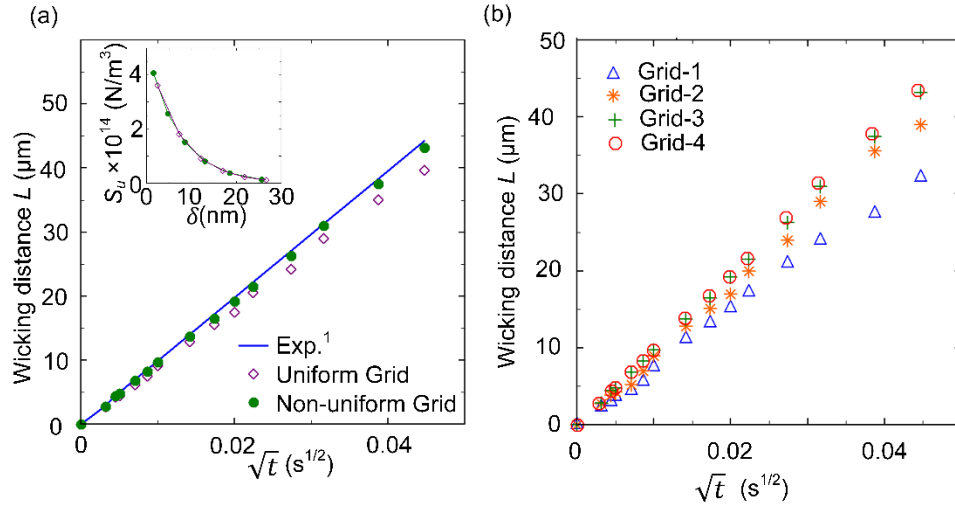 (a)
Wicking distance L (μm)
50
40
30
20
10
0
0
0.02
0.04
√t (s^1/2)
S_u ×10^14 (N/m^3)
4
2
0
0
10
20
30
δ(nm)
Exp.^1
Uniform Grid
Non-uniform Grid
(b)
Wicking distance L (μm)
50
40
30
20
10
0
0
0.02
0.04
√t (s^1/2)
Grid-1
Grid-2
Grid-3
Grid-4